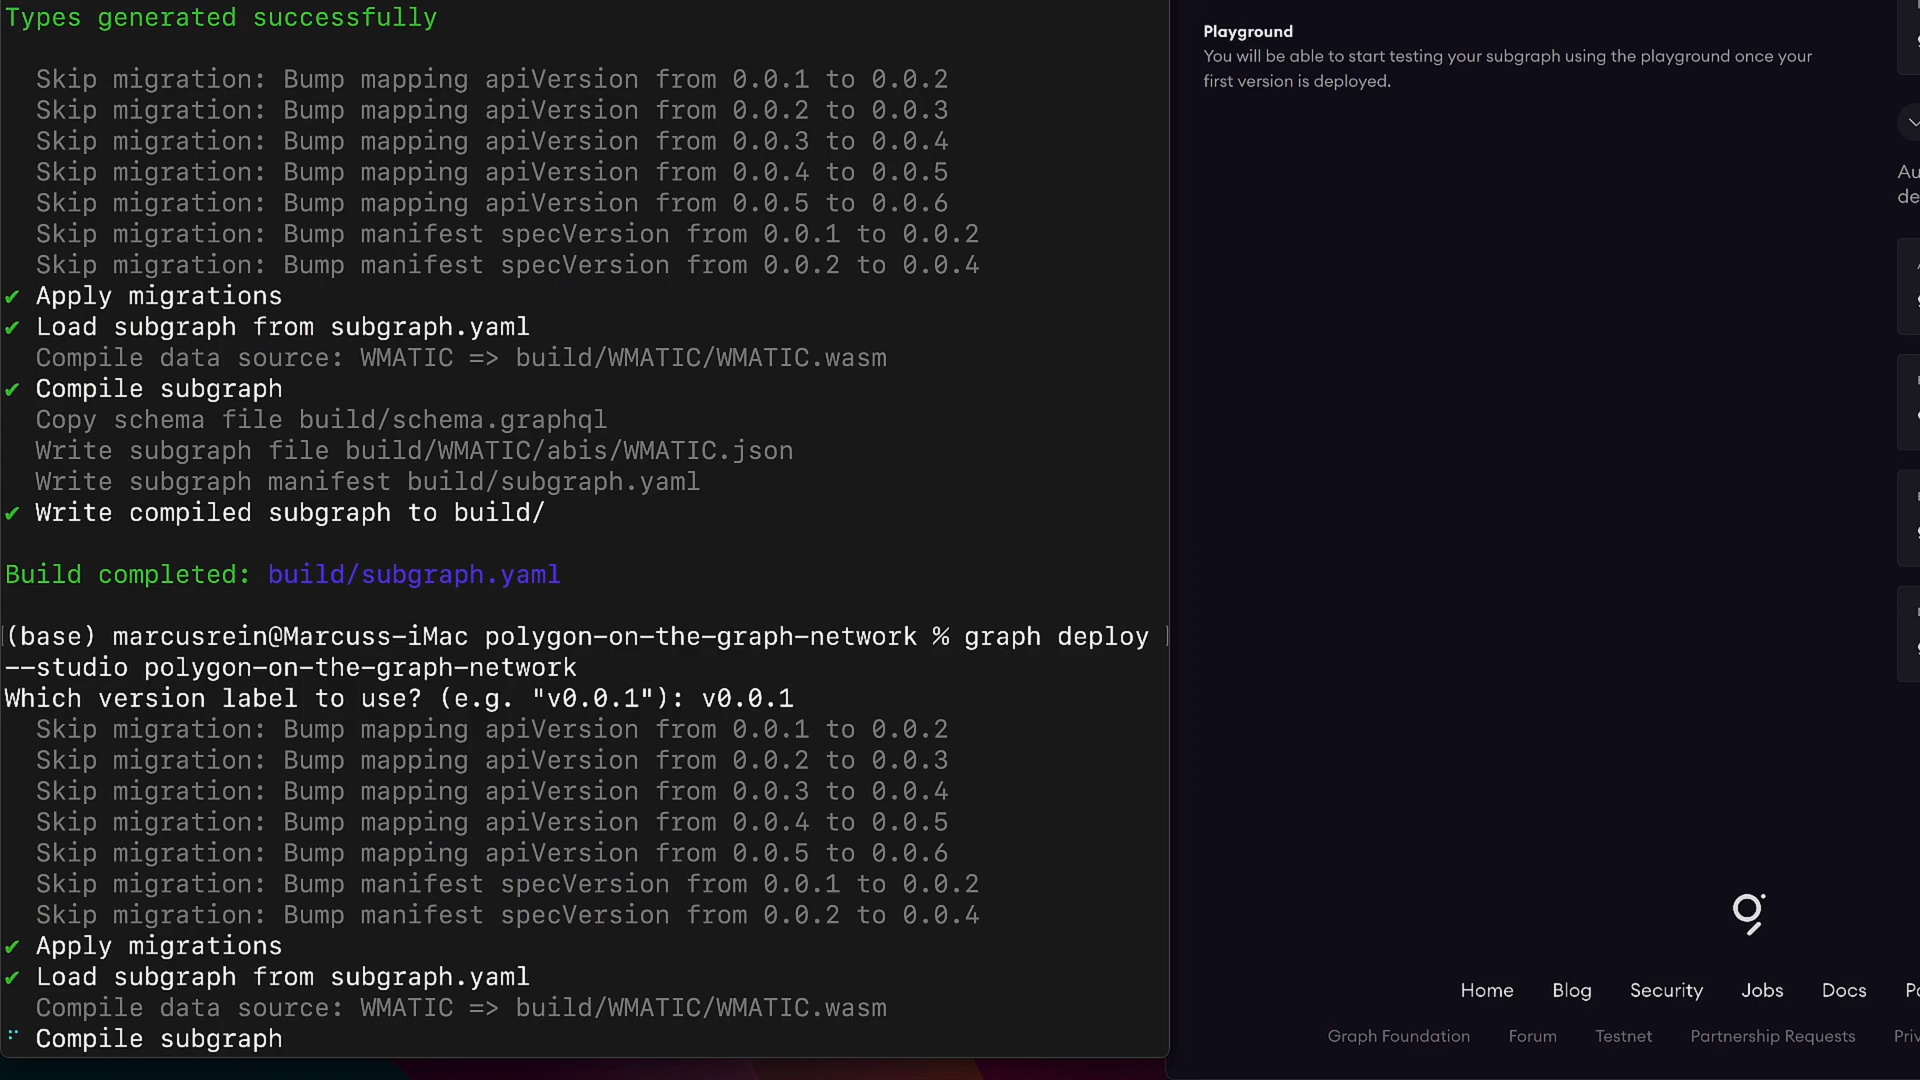 Types generated successfully
Skip migration: Bump mapping apiVersion from 0.0.1 to 0.0.2
Skip migration: Bump mapping apiVersion from 0.0.2 to 0.0.3
Skip migration: Bump mapping apiVersion from 0.0.3 to 0.0.4
Skip migration: Bump mapping apiVersion from 0.0.4 to 0.0.5
Skip migration: Bump mapping apiVersion from 0.0.5 to 0.0.6
Skip migration: Bump manifest specVersion from 0.0.1 to 0.0.2
Skip migration: Bump manifest specVersion from 0.0.2 to 0.0.4
✔ Apply migrations
✔ Load subgraph from subgraph.yaml
Compile data source: WMATIC => build/WMATIC/WMATIC.wasm
✔ Compile subgraph
Copy schema file build/schema.graphql
Write subgraph file build/WMATIC/abis/WMATIC.json
Write subgraph manifest build/subgraph.yaml
✔ Write compiled subgraph to build/
Build completed: build/subgraph.yaml
(base) marcusrein@Marcuss-iMac polygon-on-the-graph-network % graph deploy
--studio polygon-on-the-graph-network
Which version label to use? (e.g. "v0.0.1"): v0.0.1
Skip migration: Bump mapping apiVersion from 0.0.1 to 0.0.2
Skip migration: Bump mapping apiVersion from 0.0.2 to 0.0.3
Skip migration: Bump mapping apiVersion from 0.0.3 to 0.0.4
Skip migration: Bump mapping apiVersion from 0.0.4 to 0.0.5
Skip migration: Bump mapping apiVersion from 0.0.5 to 0.0.6
Skip migration: Bump manifest specVersion from 0.0.1 to 0.0.2
Skip migration: Bump manifest specVersion from 0.0.2 to 0.0.4
✔ Apply migrations
✔ Load subgraph from subgraph.yaml
Compile data source: WMATIC => build/WMATIC/WMATIC.wasm
Compile subgraph
Playground
You will be able to start testing your subgraph using the playground once your
first version is deployed.
Au
de
Home Blog Security Jobs Docs
Graph Foundation Forum Testnet Partnership Requests